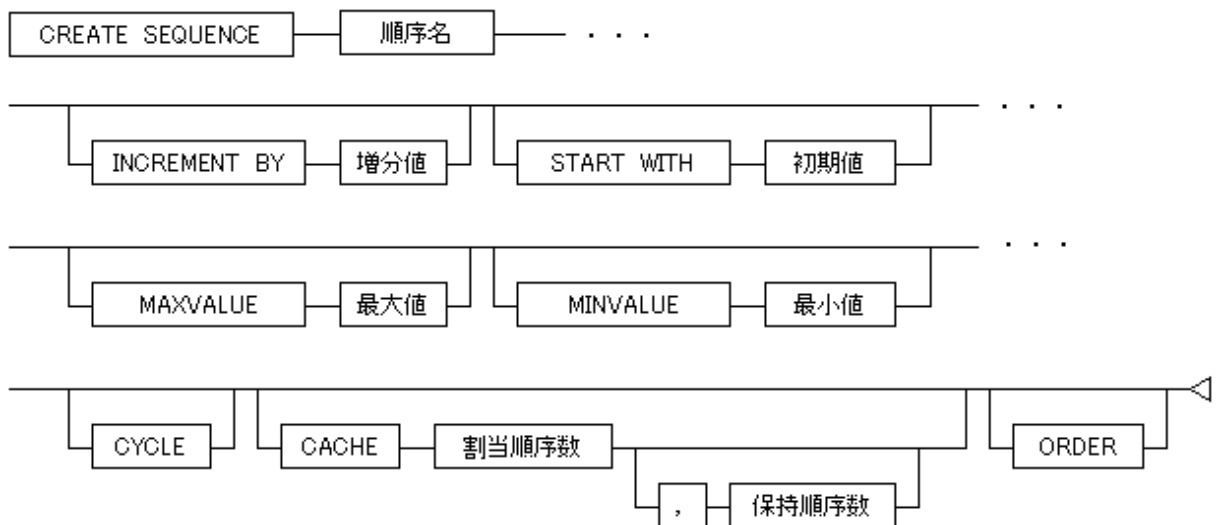 CREATE SEQUENCE 順序名 ・・・
・・・
INCREMENT BY 増分値 START WITH 初期値
・・・
MAXVALUE 最大値 MINVALUE 最小値
CYCLE CACHE 割当順序数 ORDER
, 保持順序数